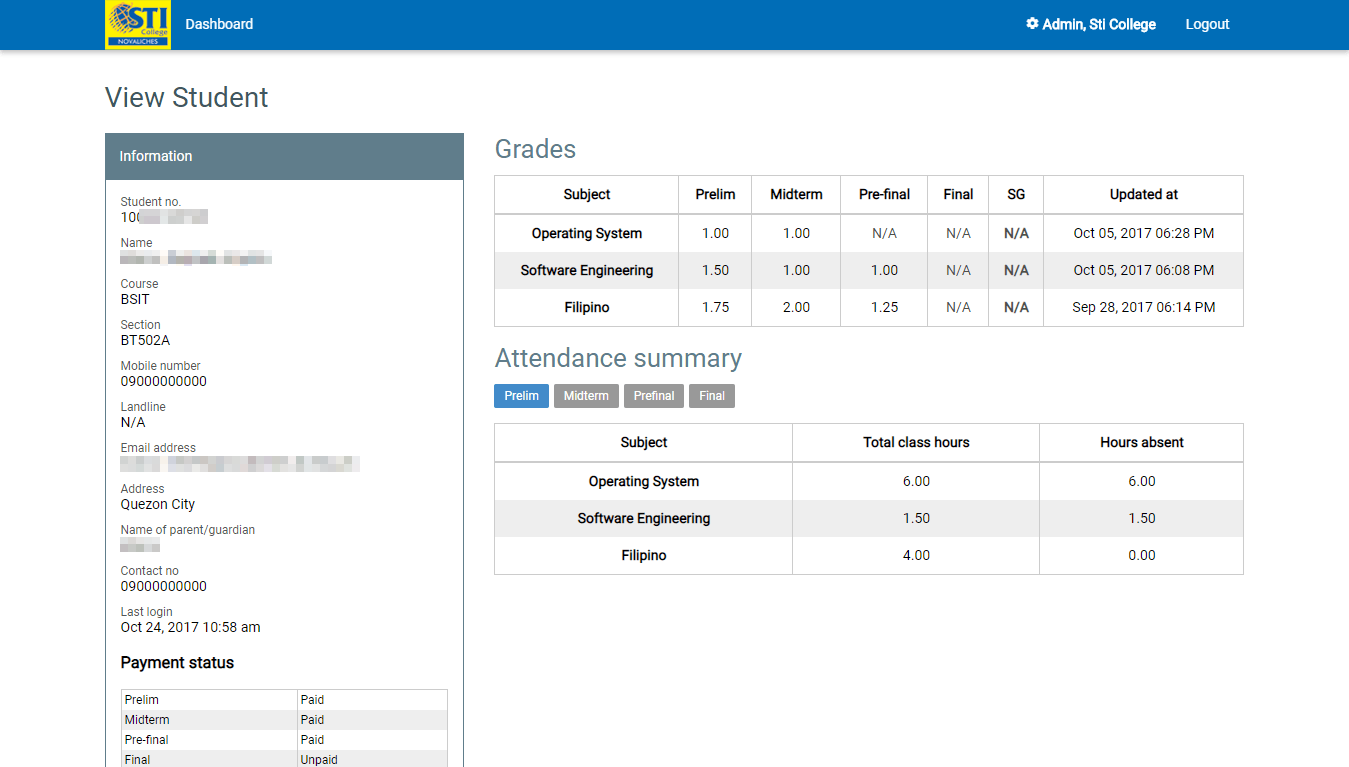 STI
College
NOVALICHES
Dashboard
Admin, Sti College
Logout
View Student
Information
Student no.
10
Name
Course
BSIT
Section
BT502A
Mobile number
09000000000
Landline
N/A
Email address
Address
Quezon City
Name of parent/guardian
Contact no
09000000000
Last login
Oct 24, 2017 10:58 am
Payment status
Prelim Paid
Midterm Paid
Pre-final Paid
Final Unpaid
Grades
Subject Prelim Midterm Pre-final Final SG Updated at
Operating System 1.00 1.00 N/A N/A N/A Oct 05, 2017 06:28 PM
Software Engineering 1.50 1.00 1.00 N/A N/A Oct 05, 2017 06:08 PM
Filipino 1.75 2.00 1.25 N/A N/A Sep 28, 2017 06:14 PM
Attendance summary
Prelim Midterm Prefinal Final
Subject Total class hours Hours absent
Operating System 6.00 6.00
Software Engineering 1.50 1.50
Filipino 4.00 0.00